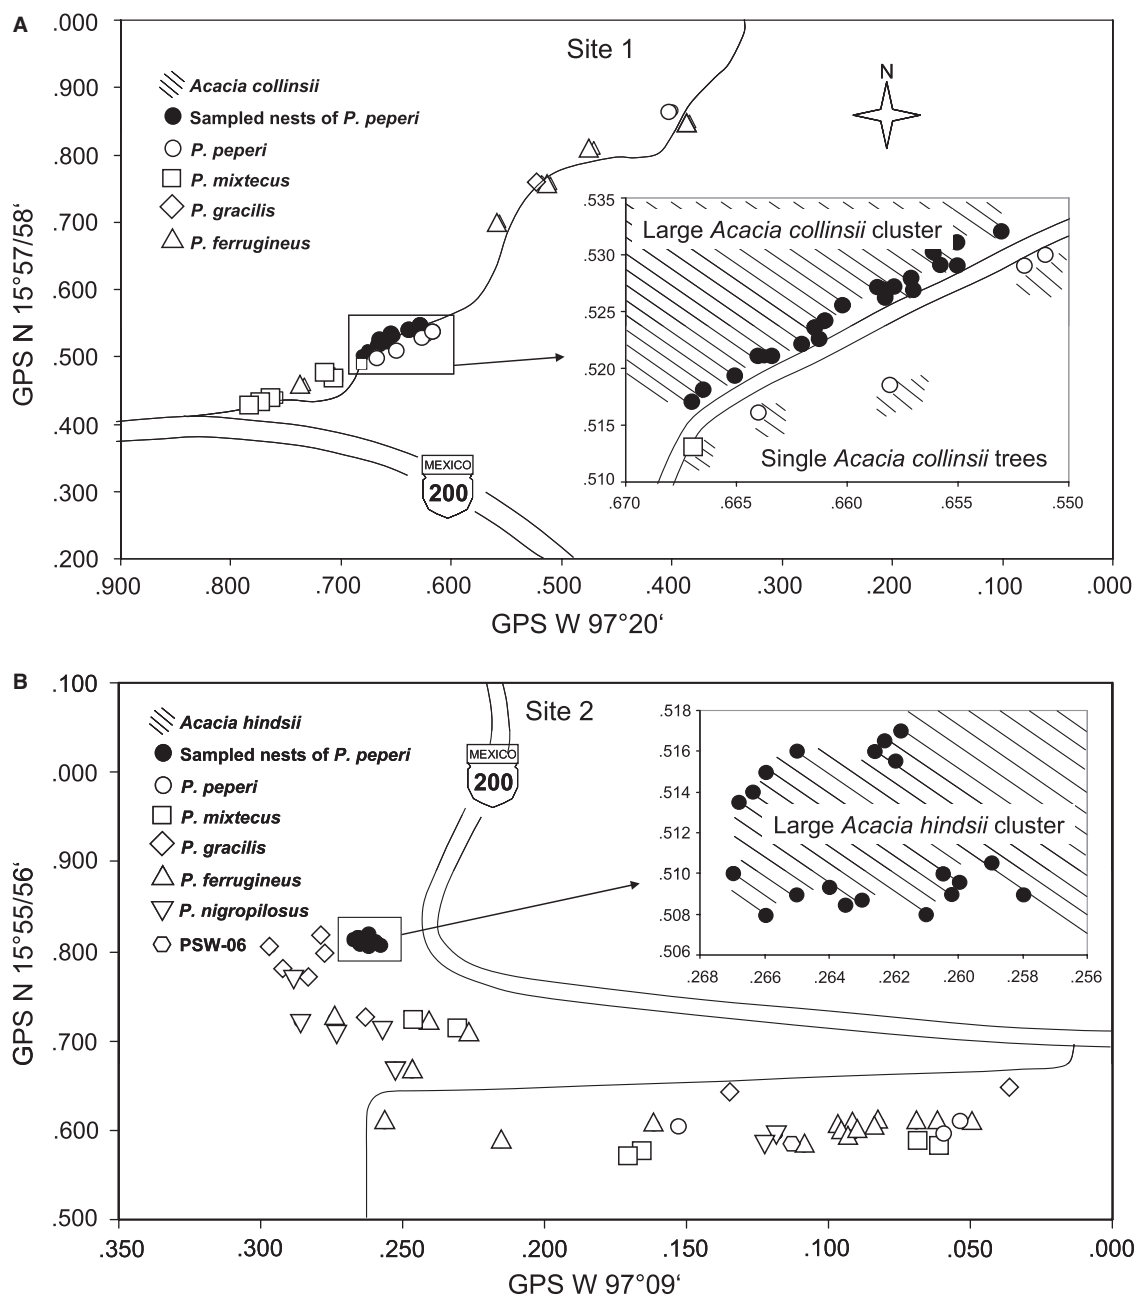 A
Site 1
N
Acacia collinsii
Sampled nests of P. peperi
P. peperi
P. mixtecus
P. gracilis
P. ferrugineus
.000
.900
.800
.700
.600
.500
.400
.300
.200
GPS N 15°57/58‘
.900 .800 .700 .600 .500 .400 .300 .200 .100 .000
GPS W 97°20‘
MEXICO
200
Large Acacia collinsii cluster
Single Acacia collinsii trees
.535
.530
.525
.520
.515
.510
.670 .665 .660 .655 .550
B
Site 2
Acacia hindsii
Sampled nests of P. peperi
P. peperi
P. mixtecus
P. gracilis
P. ferrugineus
P. nigropilosus
PSW-06
.100
.000
.900
.800
.700
.600
.500
GPS N 15°55/56‘
.350 .300 .250 .200 .150 .100 .050 .000
GPS W 97°09‘
MEXICO
200
Large Acacia hindsii cluster
.518
.516
.514
.512
.510
.508
.506
.268 .266 .264 .262 .260 .258 .256